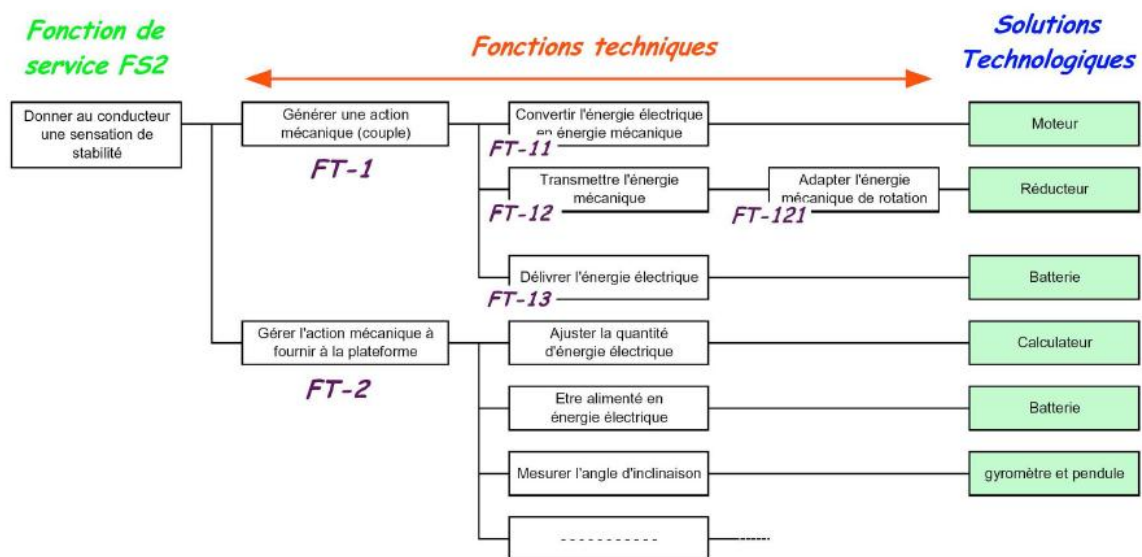 Fonction de
service FS2
Fonctions techniques
Solutions
Technologiques
Donner au conducteur
une sensation de
stabilité
Générer une action
mécanique (couple)
FT-1
Convertir l'énergie électrique
en énergie mécanique
FT-11
Moteur
Transmettre l'énergie
mécanique
FT-12
Adapter l'énergie
mécanique de rotation
FT-121
Réducteur
Délivrer l'énergie électrique
FT-13
Batterie
Gérer l'action mécanique à
fournir à la plateforme
FT-2
Ajuster la quantité
d'énergie électrique
Calculateur
Etre alimenté en
énergie électrique
Batterie
Mesurer l'angle d'inclinaison
gyromètre et pendule